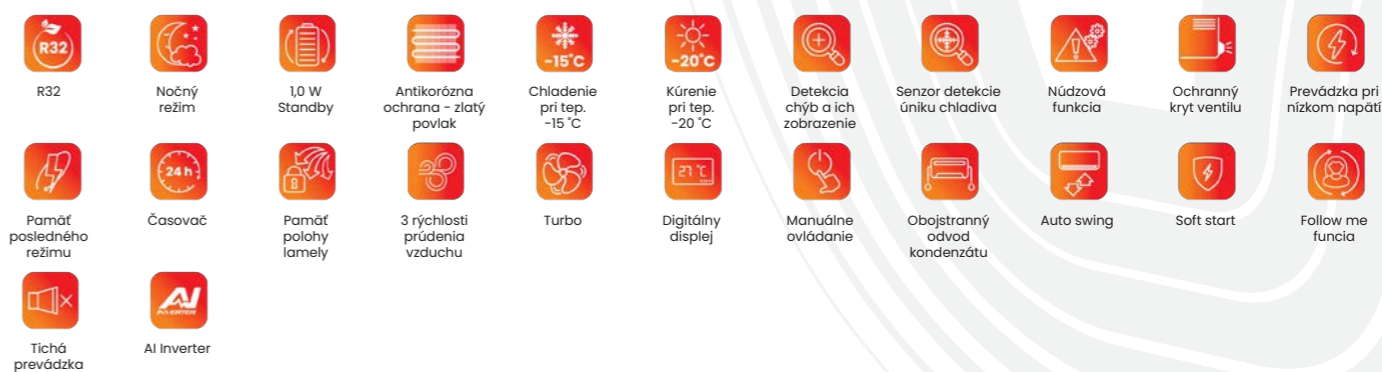 R32
R32
Nočný
režim
1,0 W
Standby
Antikorózna
ochrana - zlatý
povlak
-15°C
Chladenie
pri tep.
-15 °C
-20°C
Kúrenie
pri tep.
-20 °C
Detekcia
chýb a ich
zobrazenie
Senzor detekcie
úniku chladiva
Núdzová
funkcia
Ochranný
kryt ventilu
Prevádzka pri
nízkom napätí
Pamäť
posledného
režimu
24h
Časovač
Pamäť
polohy
lamely
3 rýchlosti
prúdenia
vzduchu
Turbo
Digitálny
displej
Manuálne
ovládanie
Obojstranný
odvod
kondenzátu
Auto swing
Soft start
Follow me
funcia
Tichá
prevádzka
AI
INVERTER
AI Inverter